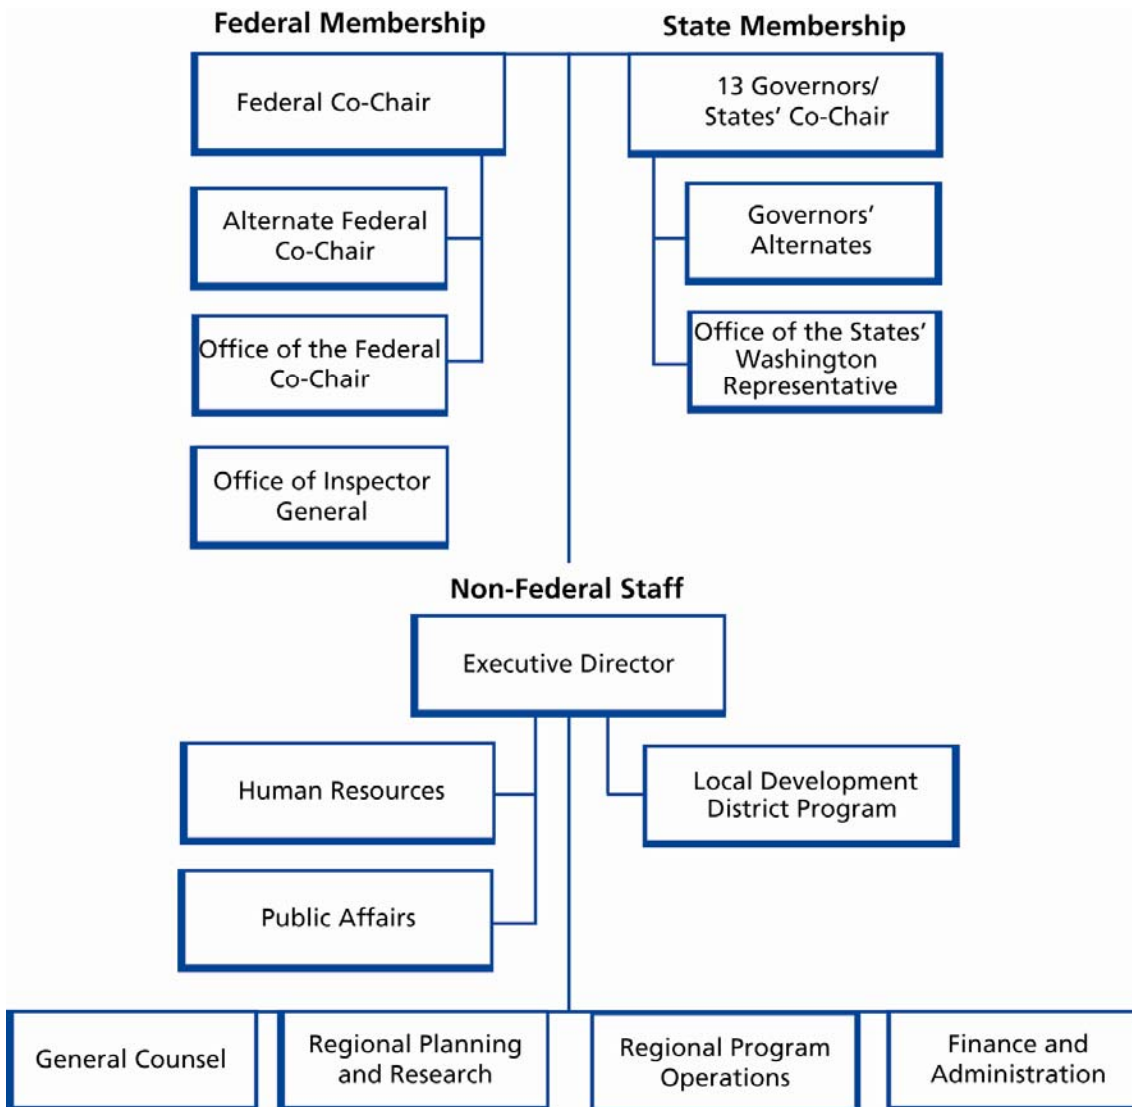 Federal Membership
State Membership
Federal Co-Chair
13 Governors/
States’ Co-Chair
Alternate Federal
Co-Chair
Governors’
Alternates
Office of the Federal
Co-Chair
Office of the States’
Washington
Representative
Office of Inspector
General
Non-Federal Staff
Executive Director
Human Resources
Local Development
District Program
Public Affairs
General Counsel
Regional Planning
and Research
Regional Program
Operations
Finance and
Administration